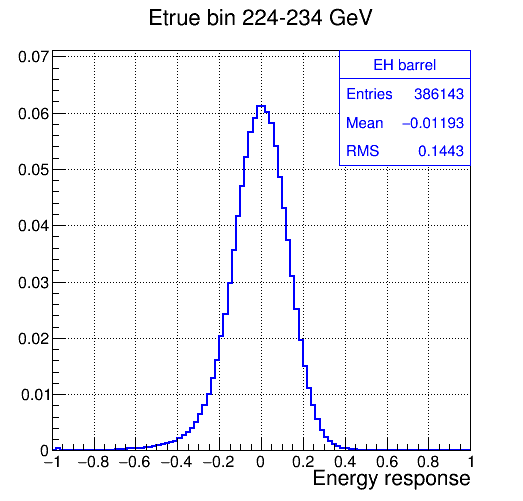 Etrue bin 224-234 GeV
EH barrel
Entries 386143
Mean −0.01193
RMS 0.1443
0.07
0.06
0.05
0.04
0.03
0.02
0.01
0
−1 −0.8 −0.6 −0.4 −0.2 0 0.2 0.4 0.6 0.8 1
Energy response